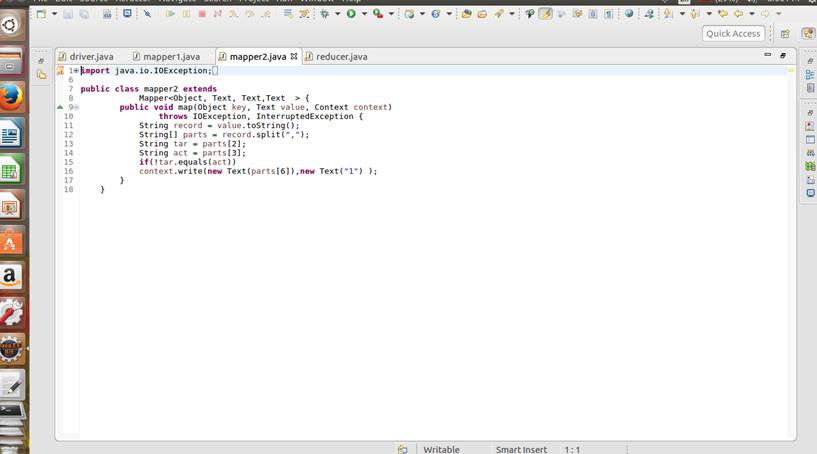 Quick Access
driver.java mapper1.java mapper2.java reducer.java
1 import java.io.IOException;
6
7 public class mapper2 extends
8 Mapper<Object, Text, Text,Text > {
9 public void map(Object key, Text value, Context context)
10 throws IOException, InterruptedException {
11 String record = value.toString();
12 String[] parts = record.split(",");
13 String tar = parts[2];
14 String act = parts[3];
15 if(!tar.equals(act))
16 context.write(new Text(parts[6]),new Text("1") );
17 }
18 }
Writable Smart Insert 1 : 1